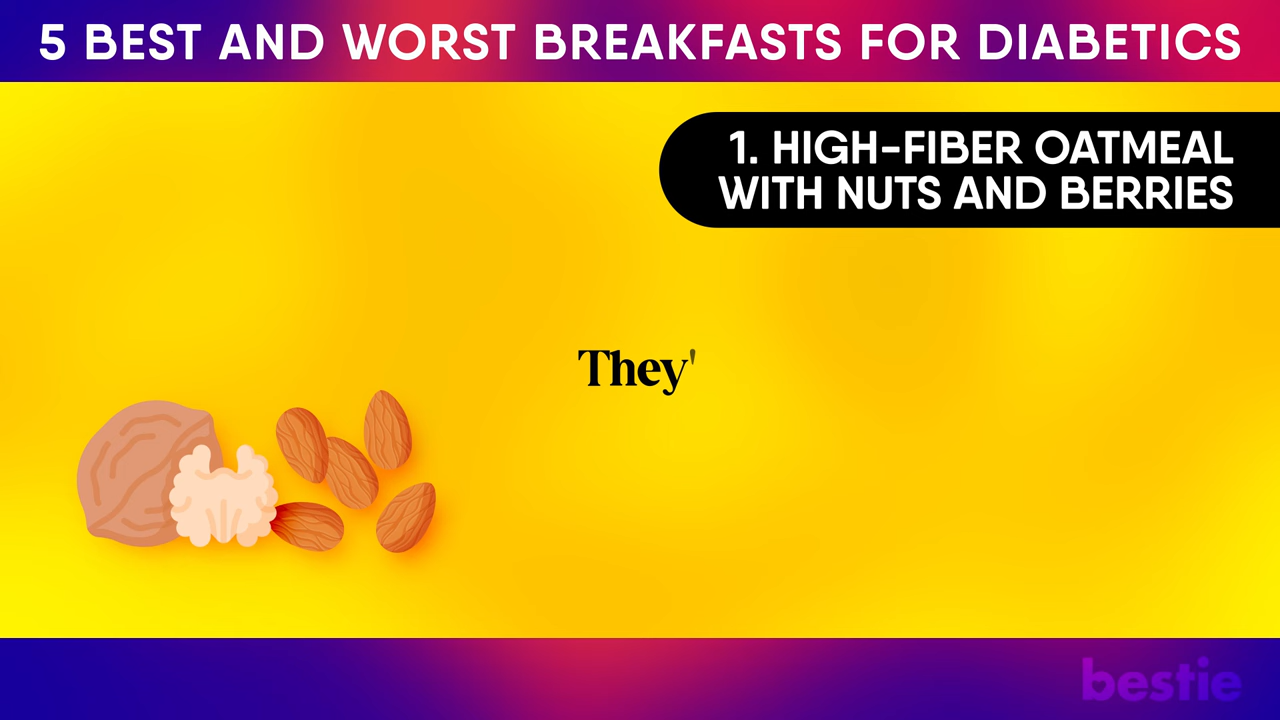 5 BEST AND WORST BREAKFASTS FOR DIABETICS
1. HIGH-FIBER OATMEAL
WITH NUTS AND BERRIES
They'
bestie